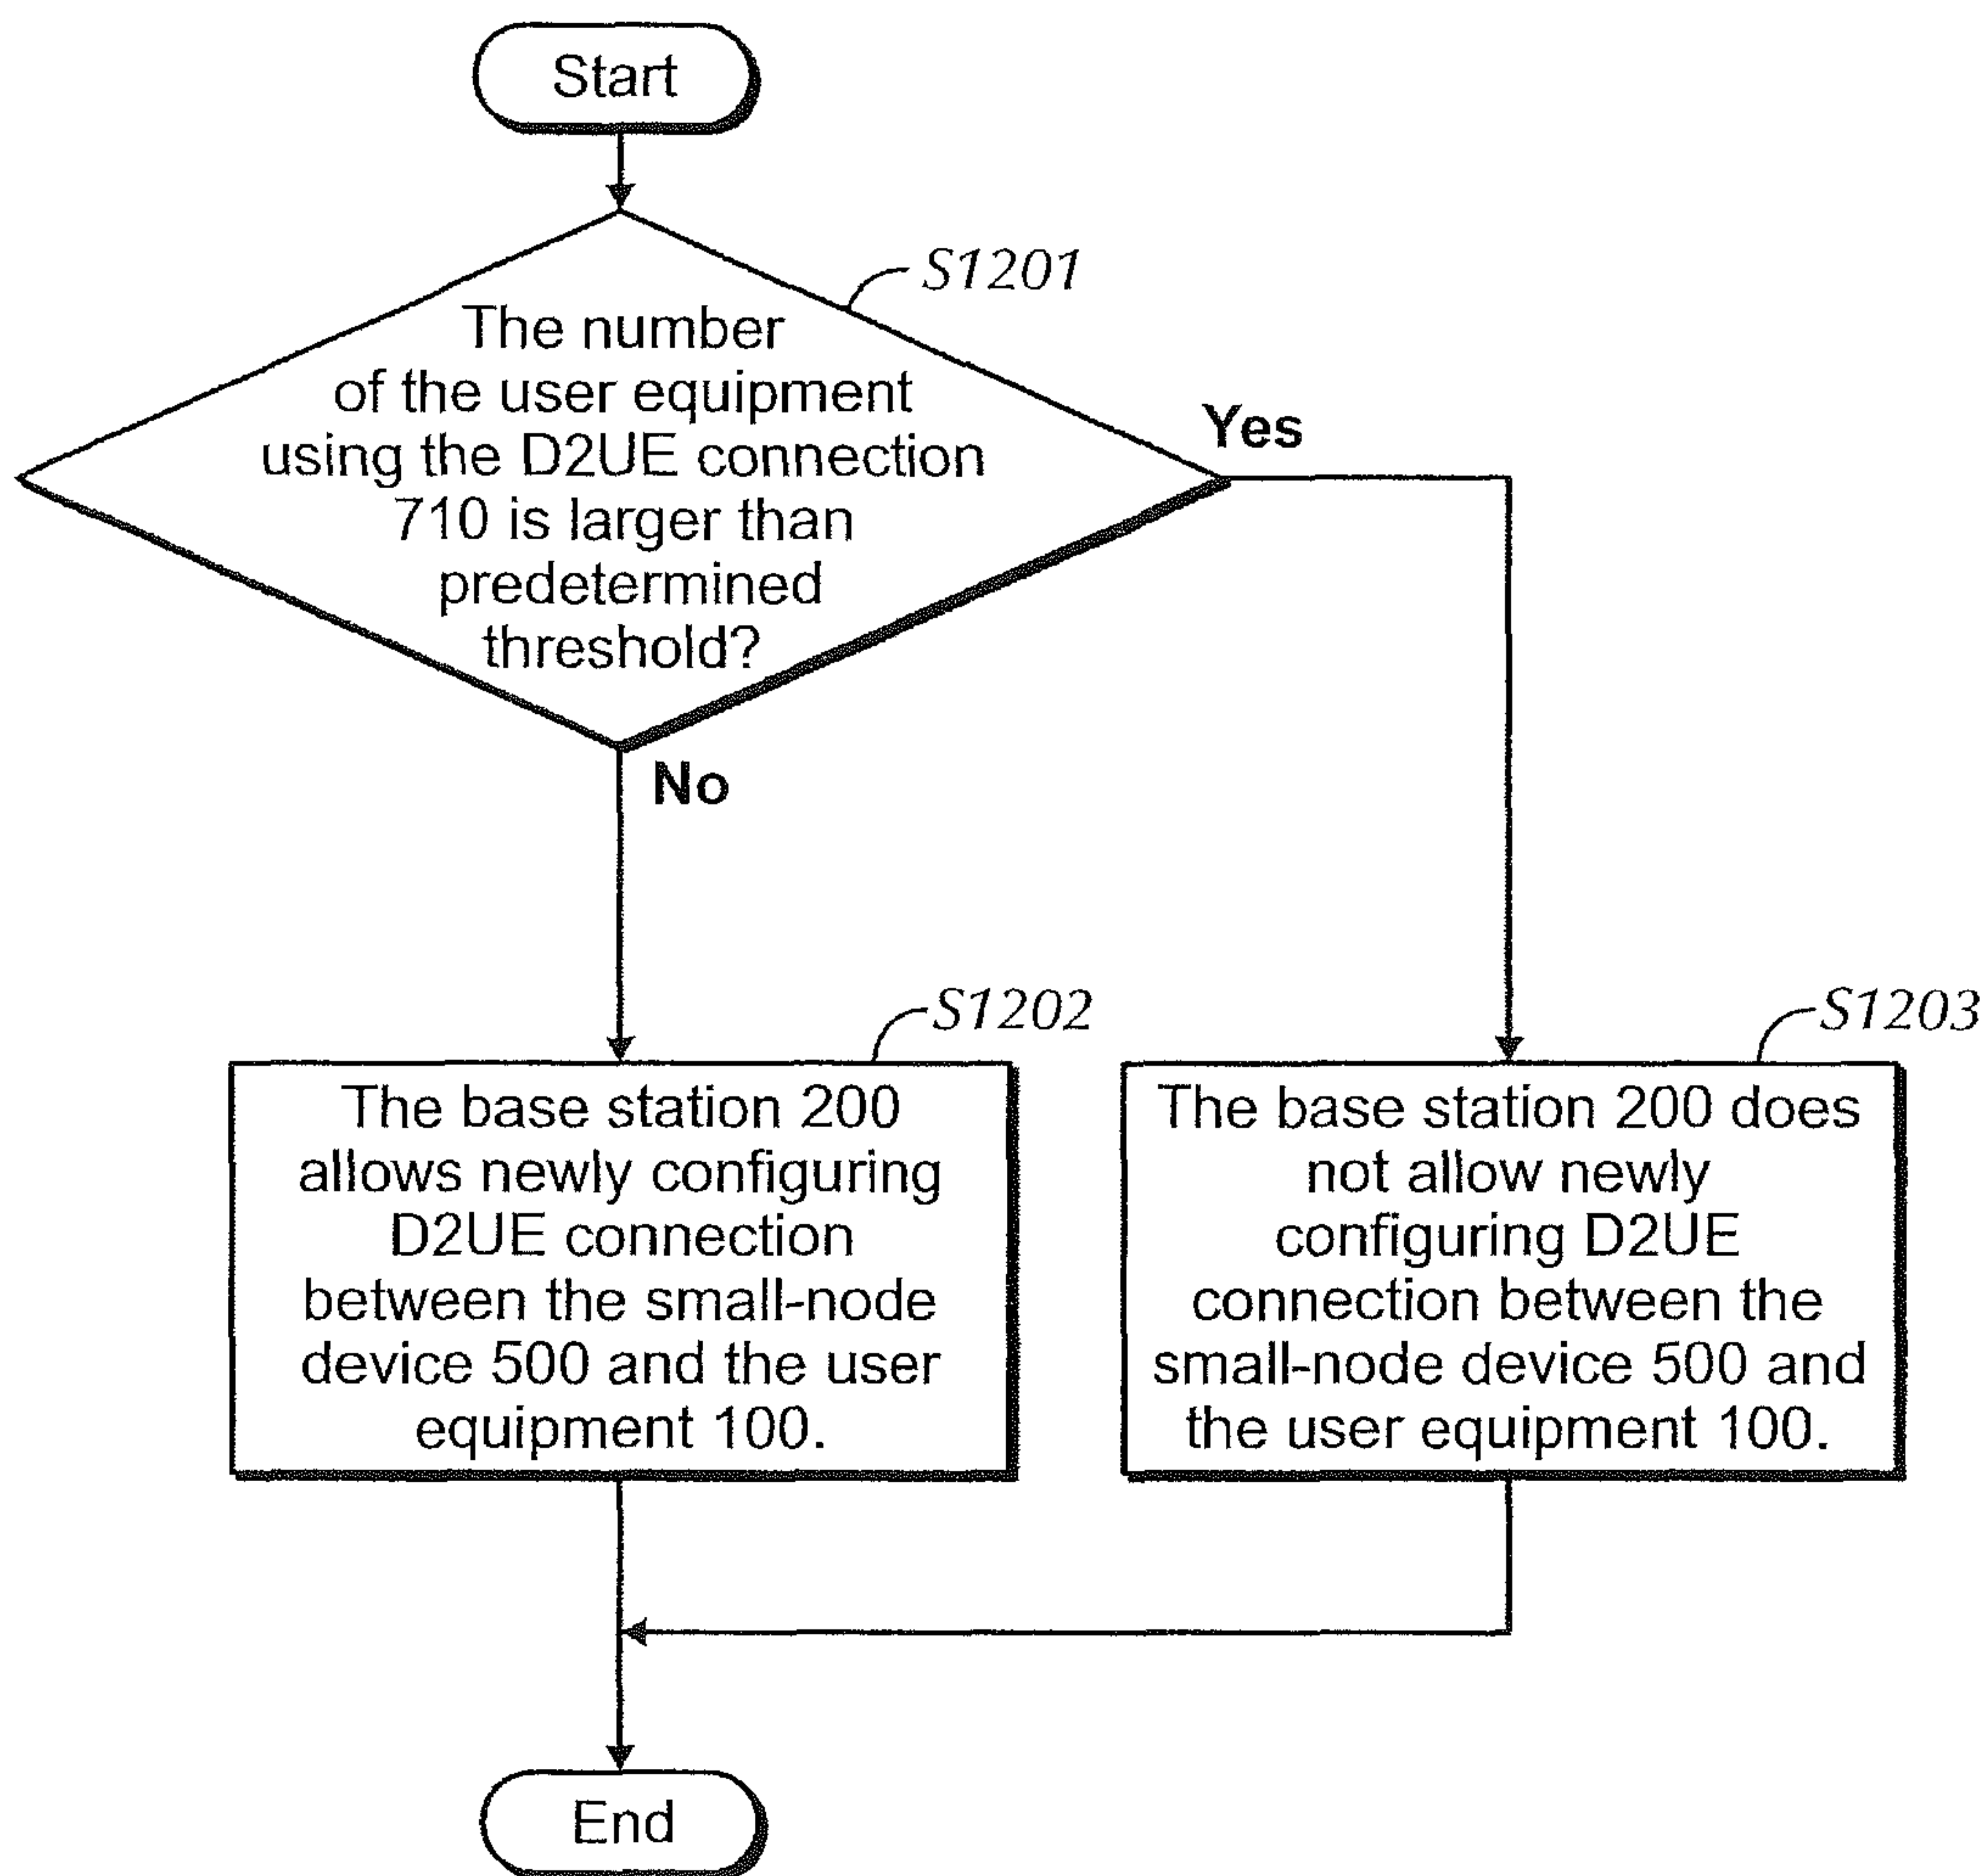 Start
S1201
The number
of the user equipment
using the D2UE connection
710 is larger than
predetermined
threshold?
Yes
No
S1202
The base station 200
allows newly configuring
D2UE connection
between the small-node
device 500 and the user
equipment 100.
S1203
The base station 200 does
not allow newly
configuring D2UE
connection between the
small-node device 500 and
the user equipment 100.
End